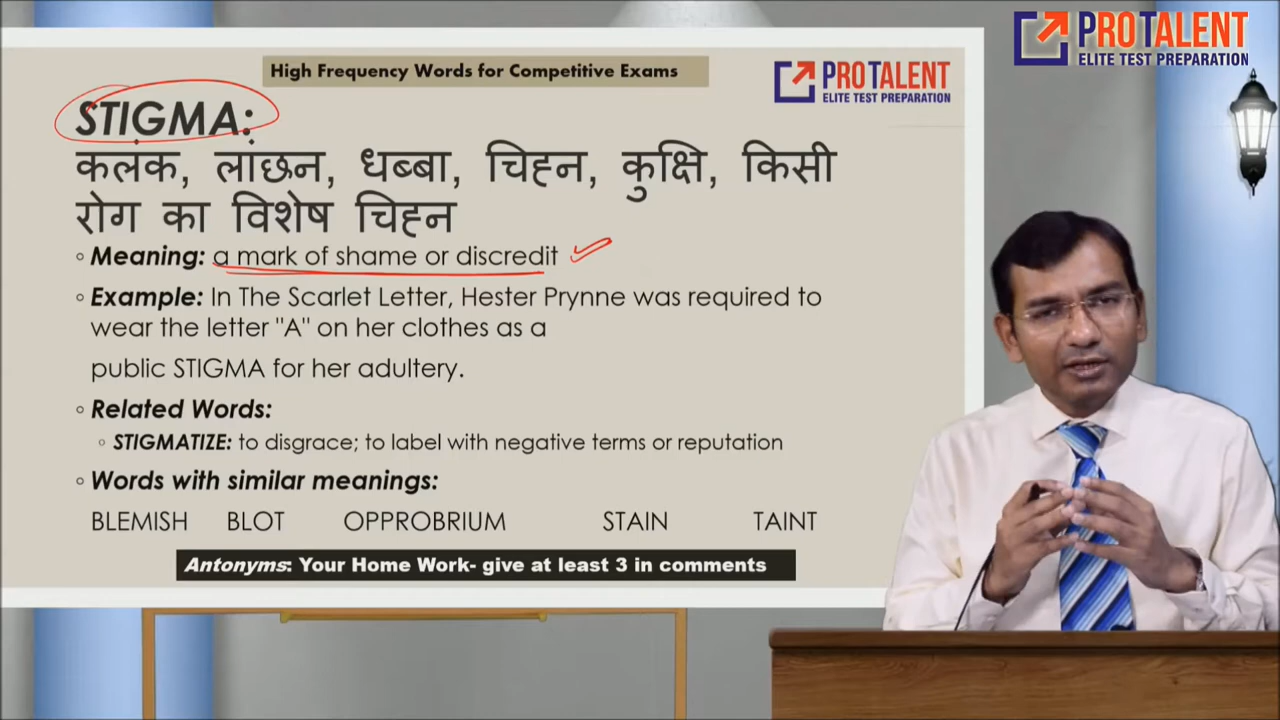 PROTALENT
ELITE TEST PREPARATION
High Frequency Words for Competitive Exams
PROTALENT
ELITE TEST PREPARATION
STIGMA:
कलंक, लांछन, धब्बा, चिह्न, कुक्षि, किसी
रोग का विशेष चिह्न
Meaning: a mark of shame or discredit
Example: In The Scarlet Letter, Hester Prynne was required to
wear the letter "A" on her clothes as a
public STIGMA for her adultery.
Related Words:
STIGMATIZE: to disgrace; to label with negative terms or reputation
Words with similar meanings:
BLEMISH BLOT OPPROBRIUM STAIN TAINT
Antonyms: Your Home Work- give at least 3 in comments